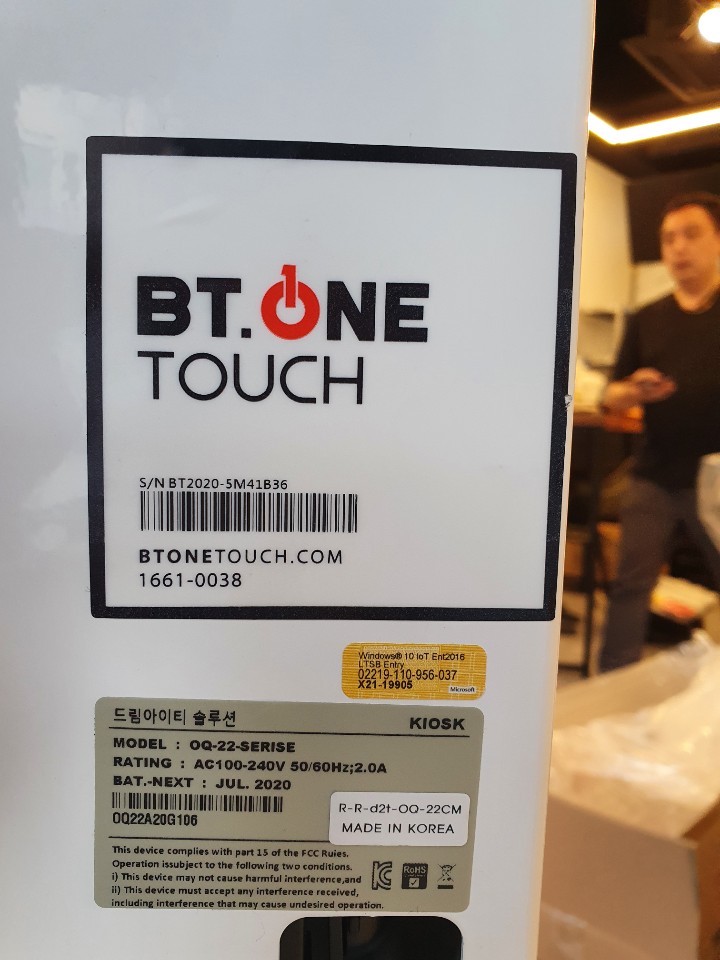 BT.ONE
TOUCH
S/N BT2020-5M41B36
BTONETOUCH.COM
1661-0038
Windows® 10 IoT Ent2016
LTSB Entry
02219-110-956-037
X21-19905
Microsoft
드림아이티 솔루션 KIOSK
MODEL : OQ-22-SERISE
RATING : AC100-240V 50/60Hz;2.0A
BAT.-NEXT : JUL. 2020
OQ22A20G106
R-R-d2t-OQ-22CM
MADE IN KOREA
This device complies with part 15 of the FCC Ruies.
Operation issubject to the following two conditions.
i) This device may not cause harmful interference,and
ii) This device must accept any interference received,
including interference that may cause undesired operation.
RoHS